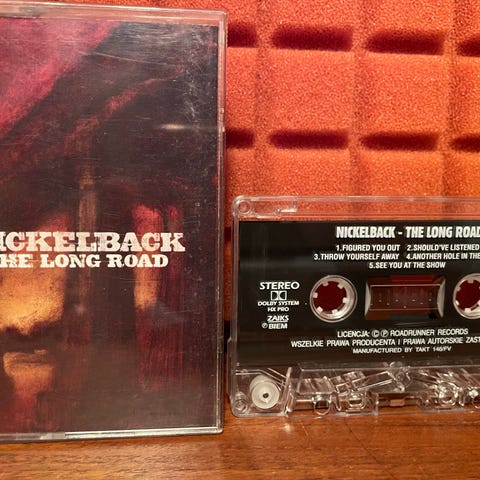 NICKELBACK
THE LONG ROAD
NICKELBACK - THE LONG ROAD
1.FIGURED YOU OUT 2.SHOULD'VE LISTENED
3.THROW YOURSELF AWAY 4.ANOTHER HOLE IN THE
5.SEE YOU AT THE SHOW
STEREO
DOLBY SYSTEM
HX PRO
ZAIKS
℗ BIEM
LICENCJA: © ℗ ROADRUNNER RECORDS
WSZELKIE PRAWA PRODUCENTA I PRAWA AUTORSKIE ZAST
MANUFACTURED BY TAKT 146/FV